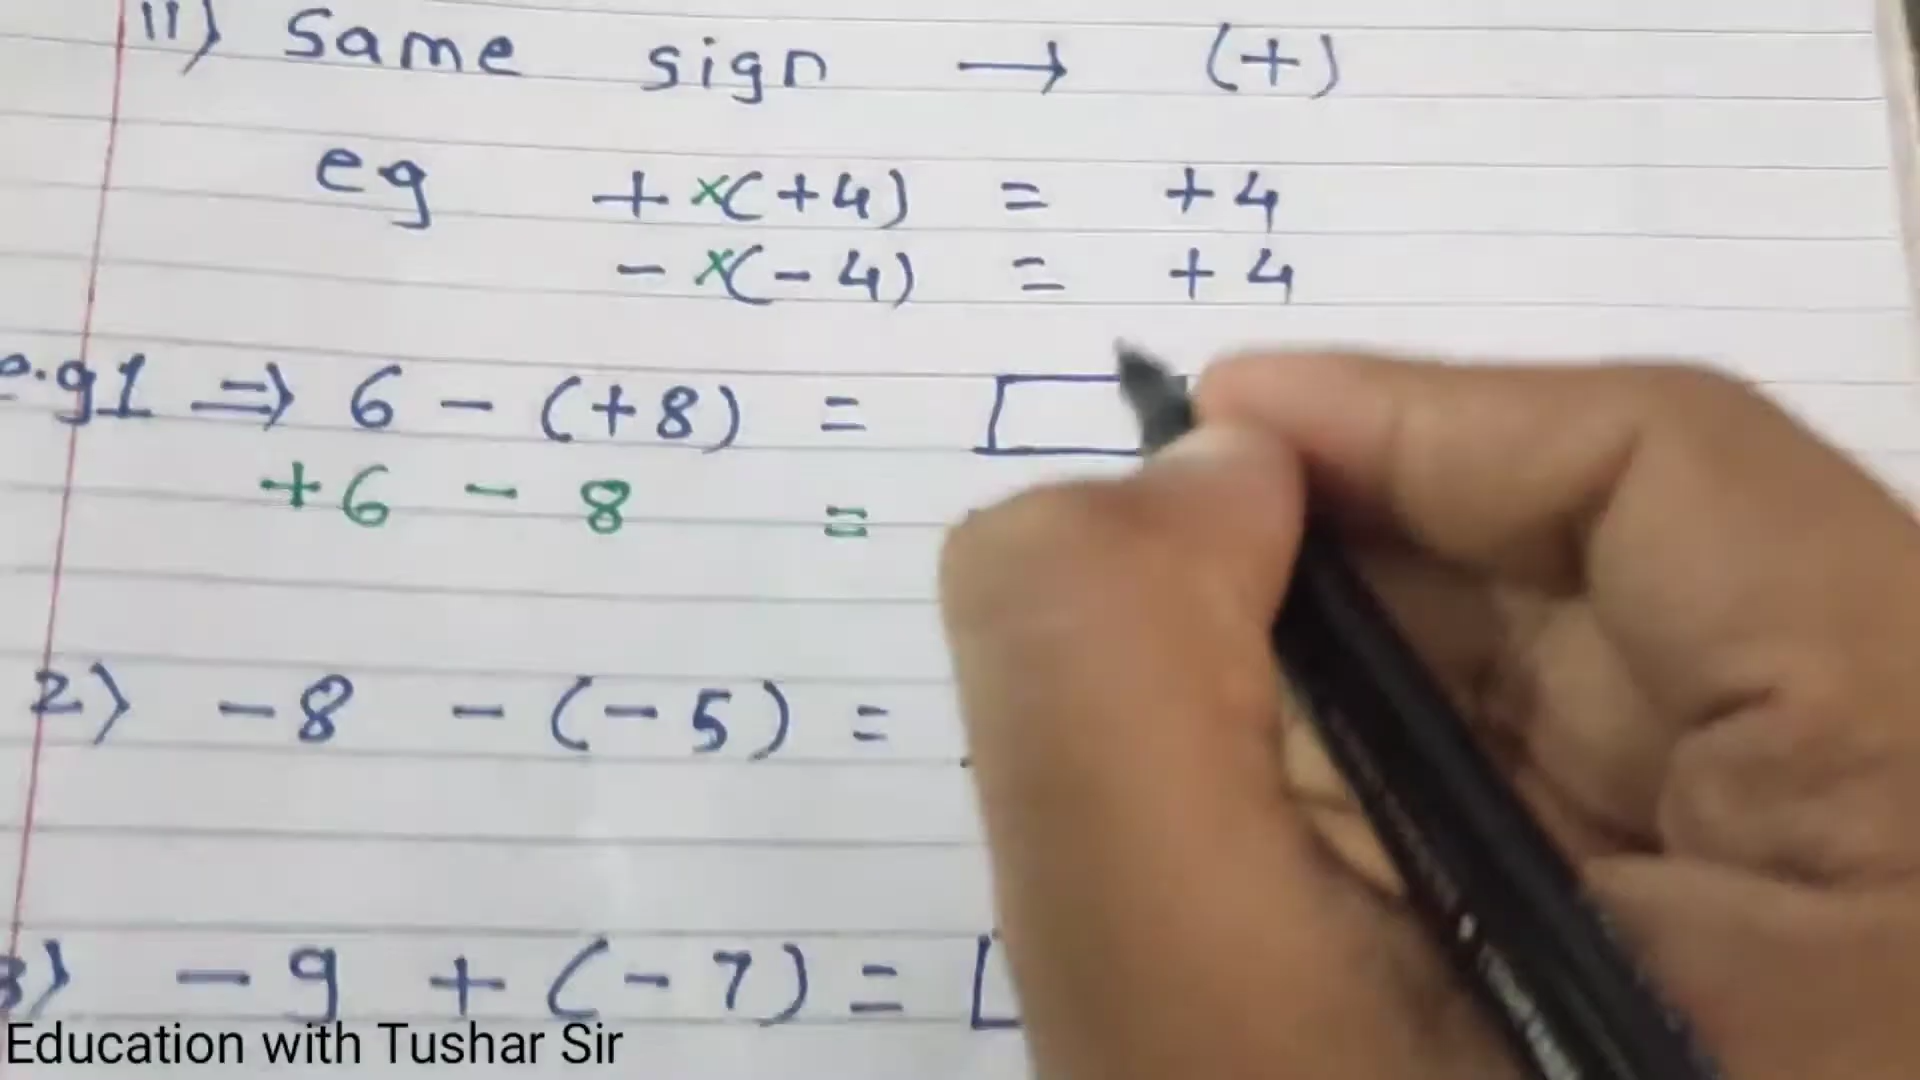 11) Same sign → (+)
eg + ×(+4) = +4
- ×(-4) = +4
e.g1 ⇒ 6 - (+8) =
+6 - 8 =
2) -8 - (-5) =
3) -9 + (-7) =
Education with Tushar Sir